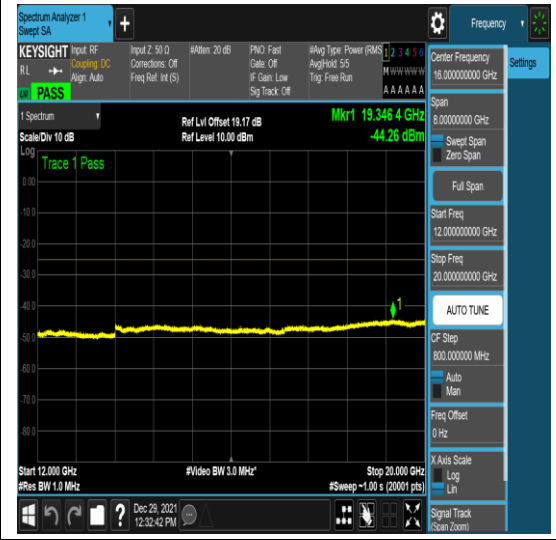 Spectrum Analyzer 1
Swept SA
Frequency
KEYSIGHT
Input: RF
Coupling: DC
Align: Auto
Input Z: 50 Ω
Corrections: Off
Freq Ref: Int (S)
#Atten: 20 dB
PNO: Fast
Gate: Off
IF Gain: Low
Sig Track: Off
#Avg Type: Power (RMS
Avg|Hold: 5/5
Trig: Free Run
1 2 3 4 5 6
M W W W W W
A A A A A A
RL
LXI
PASS
1 Spectrum
Scale/Div 10 dB
Ref Lvl Offset 19.17 dB
Ref Level 10.00 dBm
Mkr1 19.346 4 GHz
-44.26 dBm
Log
Trace 1 Pass
0.00
-10.0
-20.0
-30.0
-40.0
-50.0
-60.0
-70.0
-80.0
1
Start 12.000 GHz
#Res BW 1.0 MHz
#Video BW 3.0 MHz*
Stop 20.000 GHz
#Sweep ~1.00 s (20001 pts)
Dec 29, 2021
12:32:42 PM
Center Frequency
16.000000000 GHz
Settings
Span
8.00000000 GHz
Swept Span
Zero Span
Full Span
Start Freq
12.000000000 GHz
Stop Freq
20.000000000 GHz
AUTO TUNE
CF Step
800.000000 MHz
Auto
Man
Freq Offset
0 Hz
X Axis Scale
Log
Lin
Signal Track
(Span Zoom)